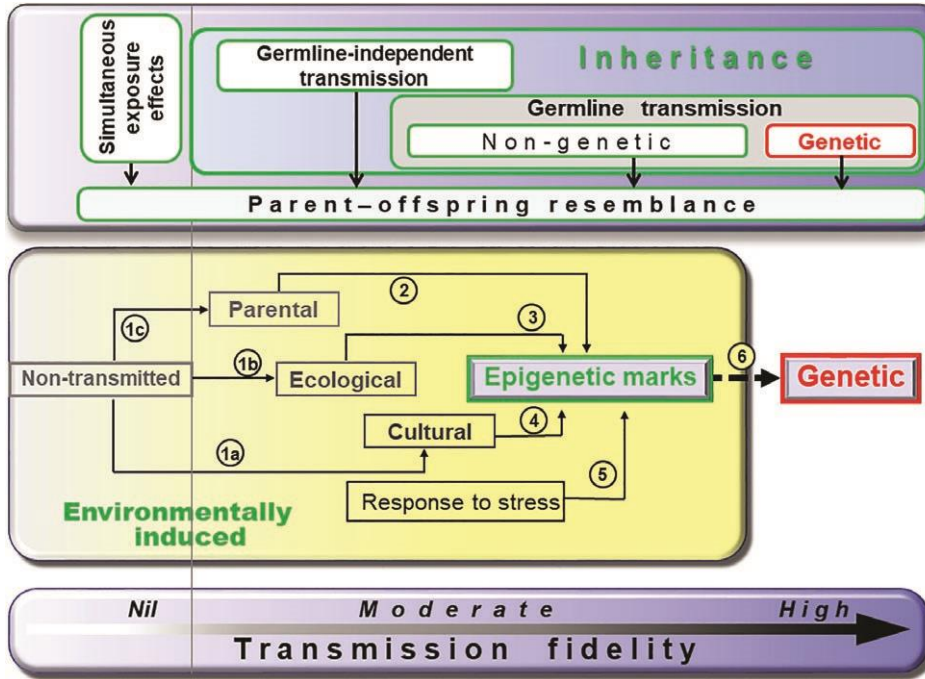 Simultaneous
exposure
effects
Germline-independent
transmission
Inheritance
Germline transmission
Non-genetic
Genetic
Parent–offspring resemblance
Parental
2
1c
3
Non-transmitted
1b
Ecological
Epigenetic marks
6
Genetic
Cultural
4
1a
5
Response to stress
Environmentally
induced
Nil
Moderate
High
Transmission fidelity